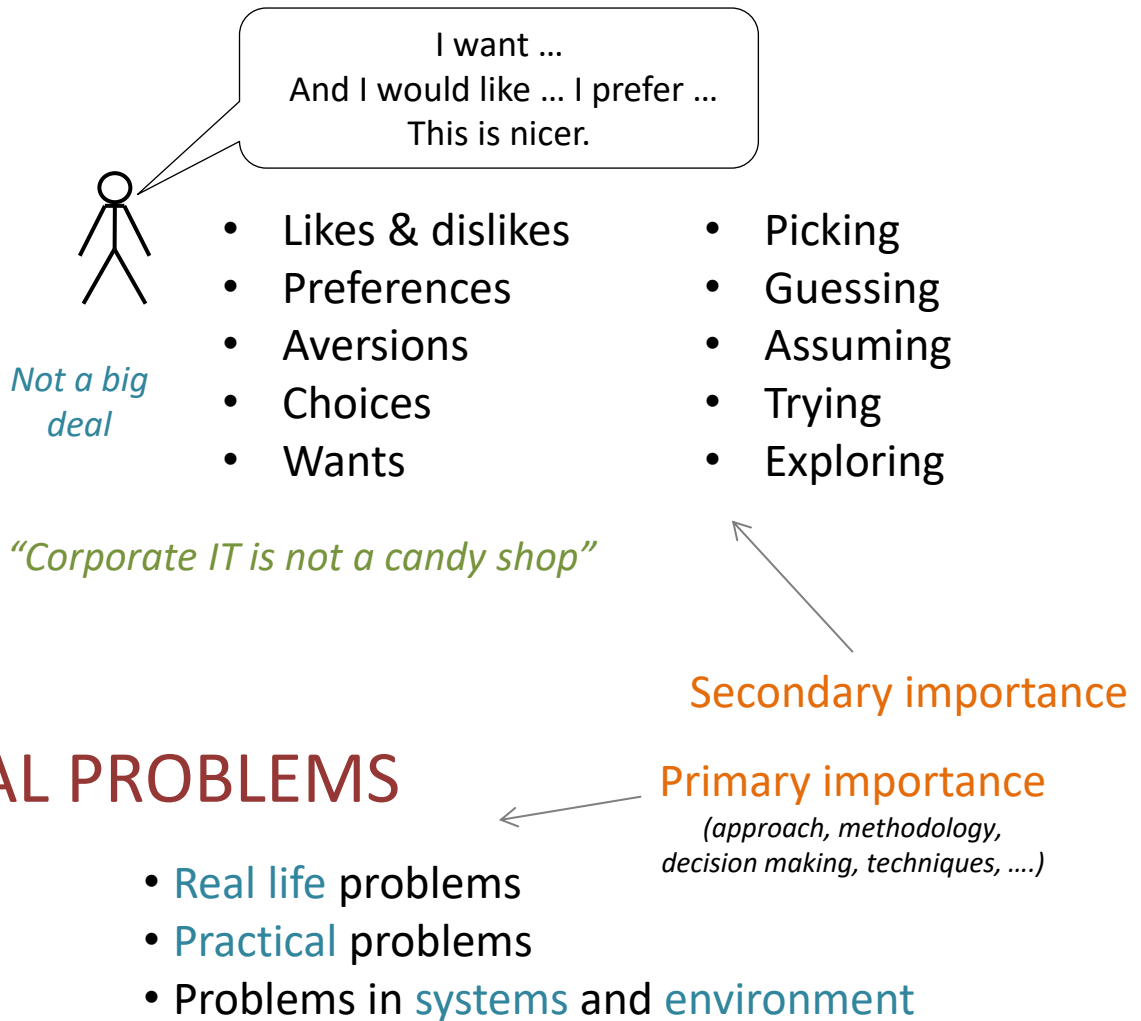 I want …
And I would like … I prefer …
This is nicer.
• Likes & dislikes
• Preferences
• Aversions
• Choices
• Wants
• Picking
• Guessing
• Assuming
• Trying
• Exploring
Not a big
deal
“Corporate IT is not a candy shop”
Secondary importance
AL PROBLEMS
Primary importance
(approach, methodology,
decision making, techniques, ….)
• Real life problems
• Practical problems
• Problems in systems and environment